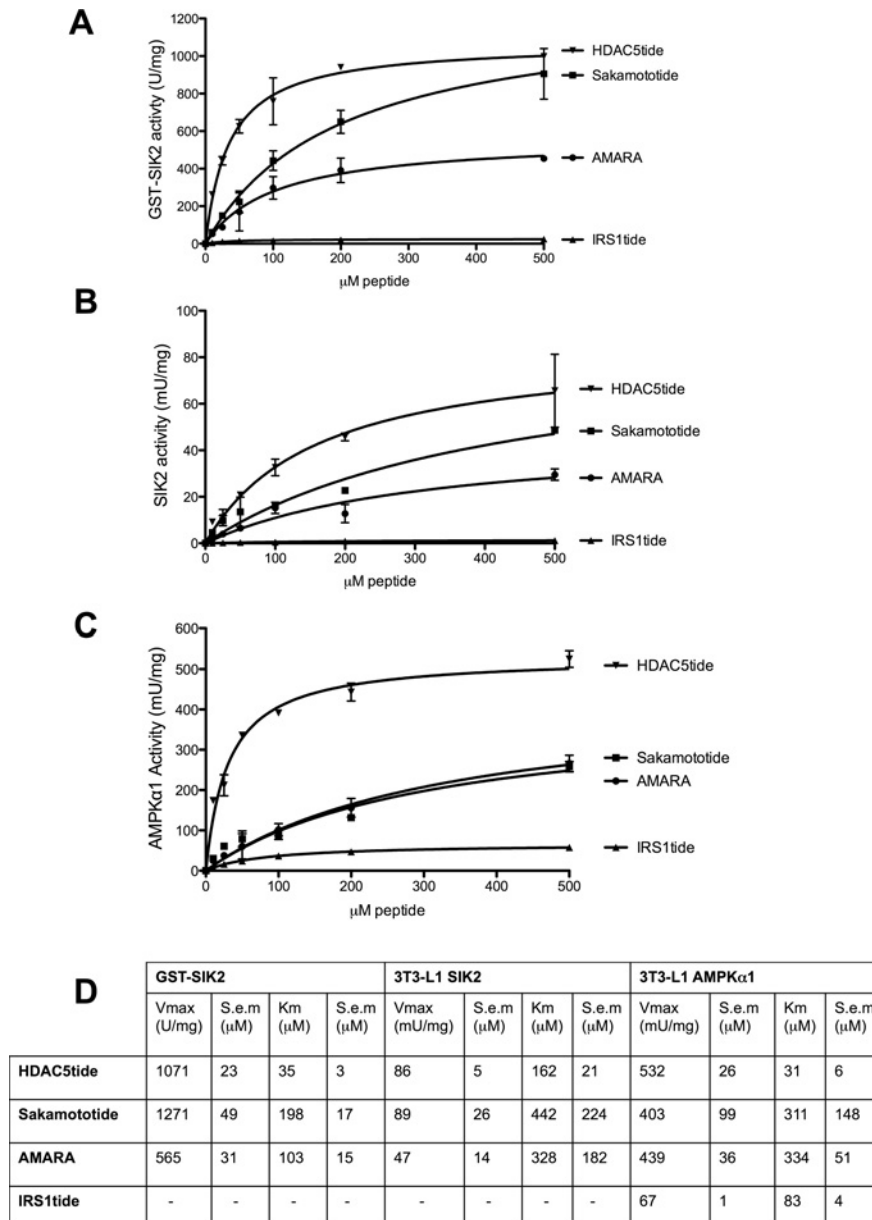 A
GST-SIK2 activty (U/mg)
1200
1000
800
600
400
200
0
0 100 200 300 400 500
μM peptide
HDAC5tide
Sakamototide
AMARA
IRS1tide
B
SIK2 activity (mU/mg)
100
80
60
40
20
0
0 100 200 300 400 500
μM peptide
HDAC5tide
Sakamototide
AMARA
IRS1tide
C
AMPKα1 Activity (mU/mg)
600
500
400
300
200
100
0
0 100 200 300 400 500
μM peptide
HDAC5tide
Sakamototide
AMARA
IRS1tide
D
GST-SIK2 3T3-L1 SIK2 3T3-L1 AMPKα1
Vmax (U/mg) S.e.m (μM) Km (μM) S.e.m (μM) Vmax (mU/mg) S.e.m (μM) Km (μM) S.e.m (μM) Vmax (mU/mg) S.e.m (μM) Km (μM) S.e.m (μM)
HDAC5tide 1071 23 35 3 86 5 162 21 532 26 31 6
Sakamototide 1271 49 198 17 89 26 442 224 403 99 311 148
AMARA 565 31 103 15 47 14 328 182 439 36 334 51
IRS1tide - - - - - - - - 67 1 83 4